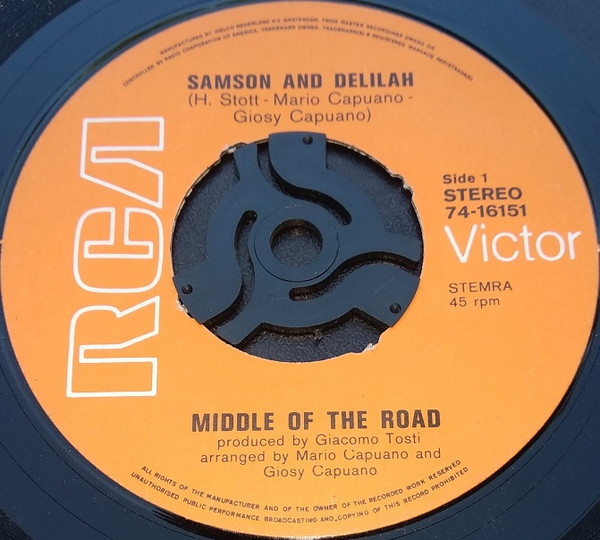 MANUFACTURED BY INELCO NEDERLAND N.V. AMSTERDAM, FROM MASTER RECORDINGS OWNED OR
CONTROLLED BY RADIO CORPORATION OF AMERICA, TRADEMARK OWNER. TRADEMARK(S) ® REGISTERED MARQUE(S)
SAMSON AND DELILAH
(H. Stott - Mario Capuano -
Giosy Capuano)
RCA
Side 1
STEREO
74-16151
Victor
STEMRA
45 rpm
MIDDLE OF THE ROAD
produced by Giacomo Tosti
arranged by Mario Capuano and
Giosy Capuano
ALL RIGHTS OF THE MANUFACTURER AND OF THE OWNER OF THE RECORDED WORK RESERVED
UNAUTHORISED PUBLIC PERFORMANCE BROADCASTING AND COPYING OF THIS RECORD PROHIBITED